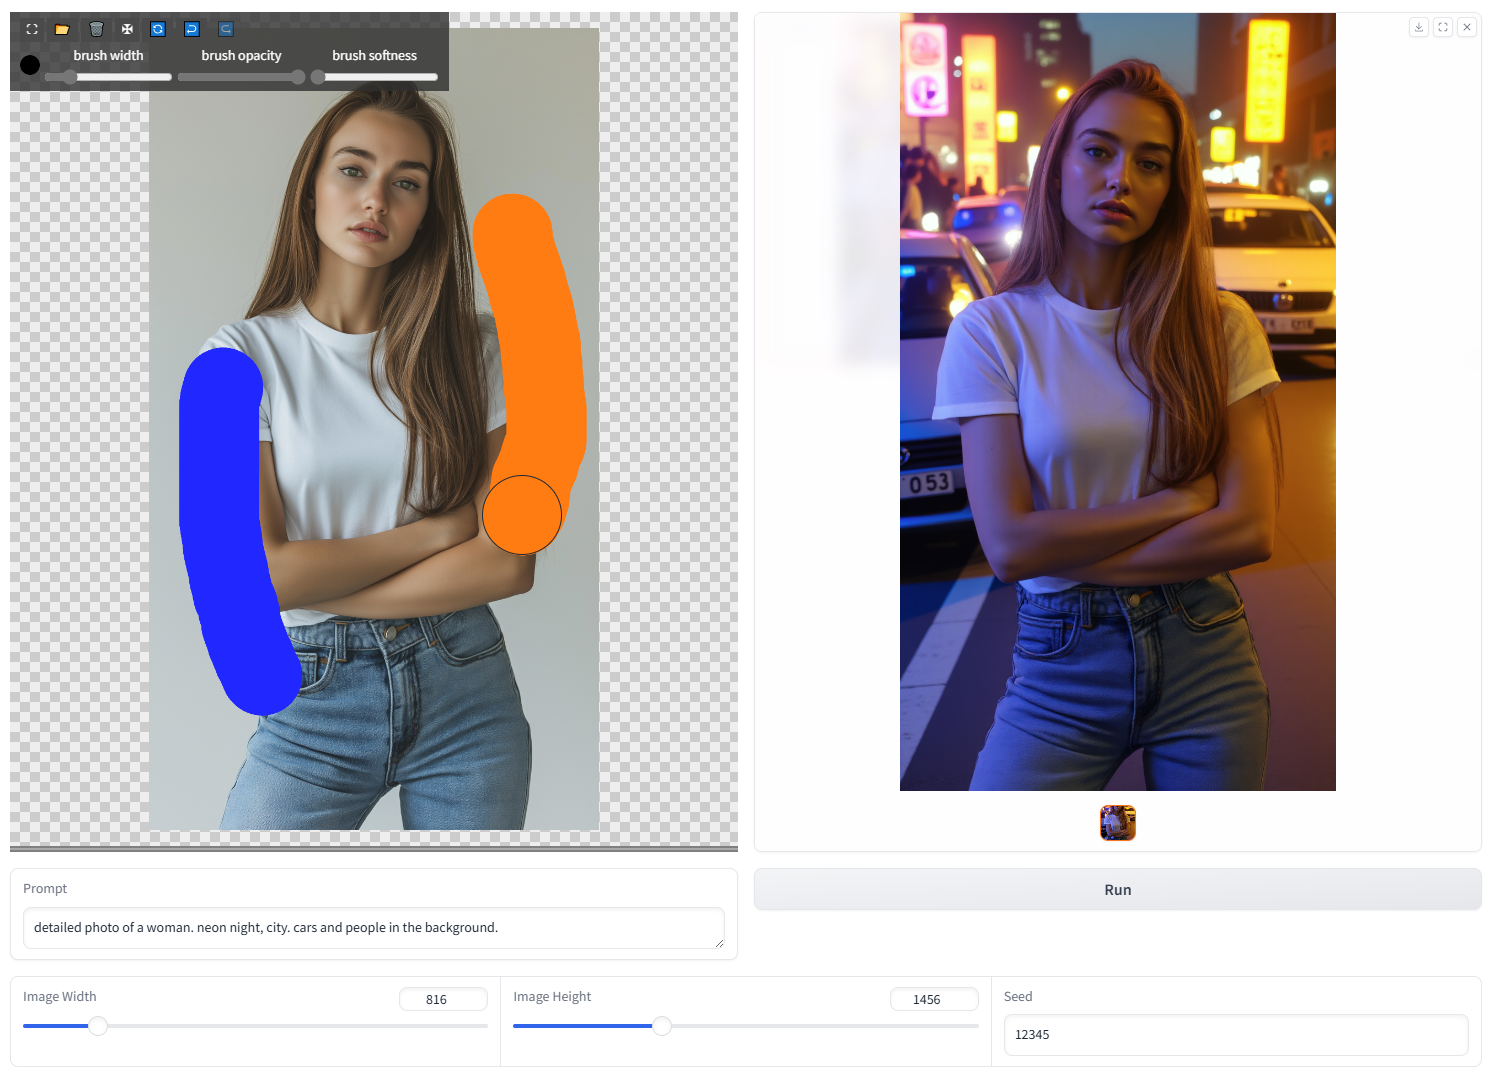 brush width
brush opacity
brush softness
053
Prompt
detailed photo of a woman. neon night, city. cars and people in the background.
Run
Image Width
816
Image Height
1456
Seed
12345